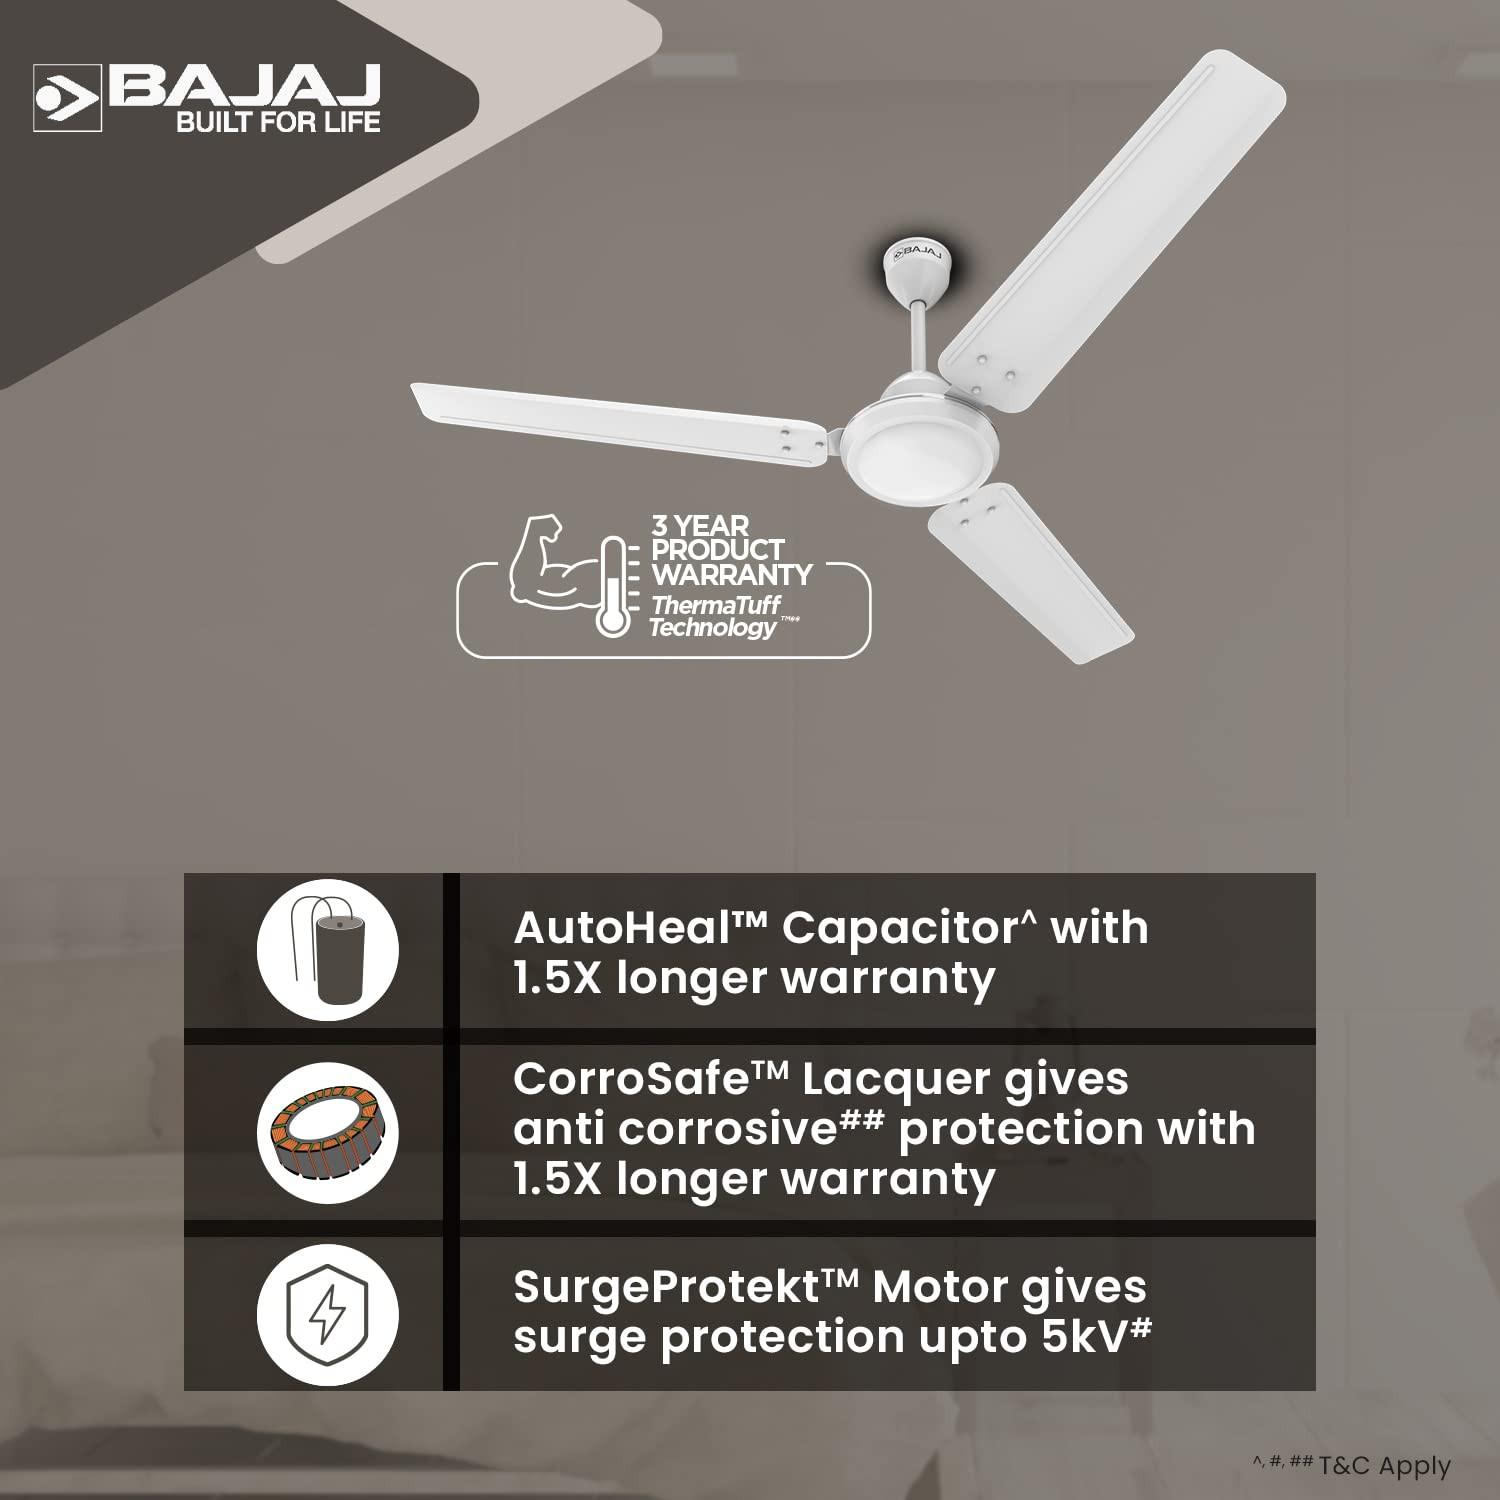 BAJAJ
BUILT FOR LIFE
BAJAJ
3 YEAR
PRODUCT
WARRANTY
ThermaTuff
Technology™
AutoHeal™ Capacitor^ with
1.5X longer warranty
CorroSafe™ Lacquer gives
anti corrosive## protection with
1.5X longer warranty
SurgeProtekt™ Motor gives
surge protection upto 5kV#
^, #, ## T&C Apply